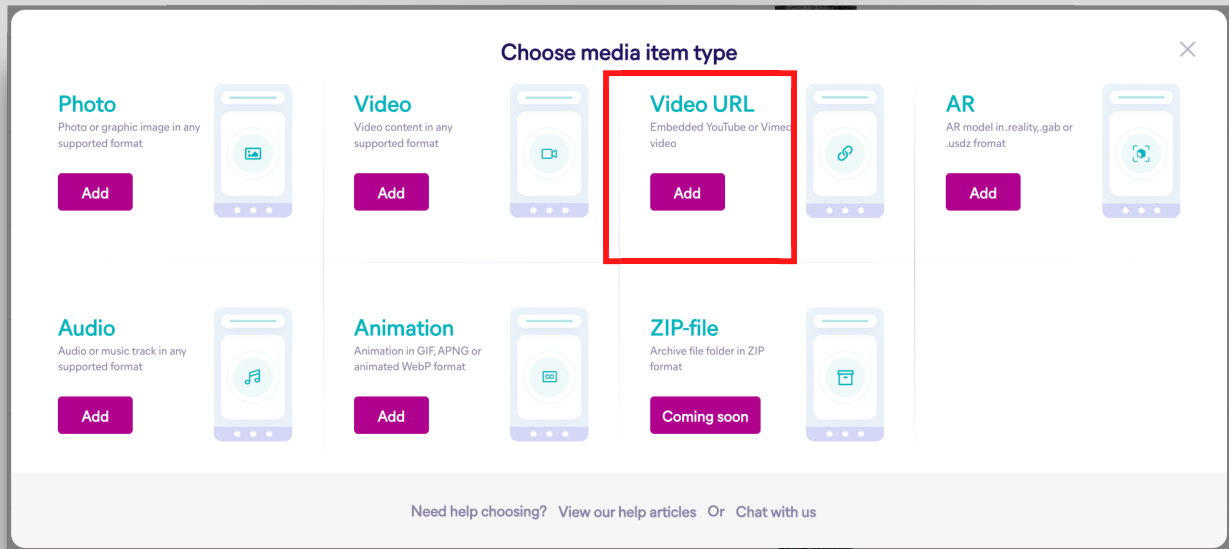 Choose media item type
Photo
Photo or graphic image in any
supported format
Add
Video
Video content in any
supported format
Add
Video URL
Embedded YouTube or Vimeo
video
Add
AR
AR model in .reality,.gab or
.usdz fromat
Add
Audio
Audio or music track in any
supported format
Add
Animation
Animation in GIF, APNG or
animated WebP format
Add
ZIP-file
Archive file folder in ZIP
format
Coming soon
Need help choosing? View our help articles Or Chat with us